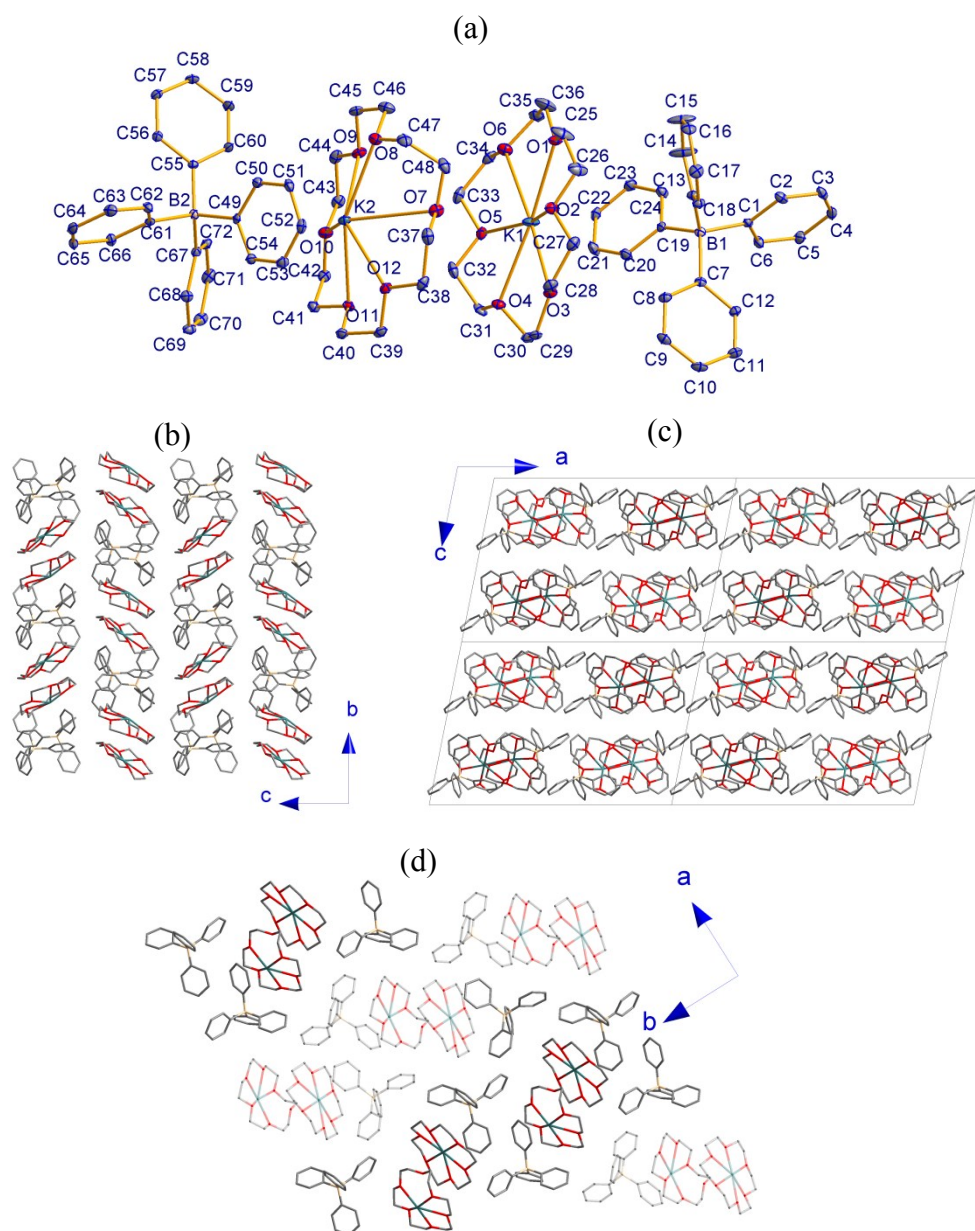 (a)
C58 C46 C36
C57 C59 C45 C35 C25 C15
C56 C44 O9 C47 O6 O1 C14 C16
C60 O8 C34 C26 C17
C55 C50 C51 C48 C23 C13 C2 C3
C63 C62 B2 C49 C43 K2 O7 C33 C22 C24 C18 C1
C64 C52 O5 K1 O2 C19 B1 C4
C61 C72 O10 C37 C27 C21 C5
C65 C66 C67 C54 C53 C42 O12 C32 C20 C7 C6
C71 C38 O4 C28 C8 C12
C68 C41 O11 C31 O3
C70 C40 C39 C30 C29 C9 C11
C69 C10
(b)
(c)
a
c
b
c
(d)
a
b